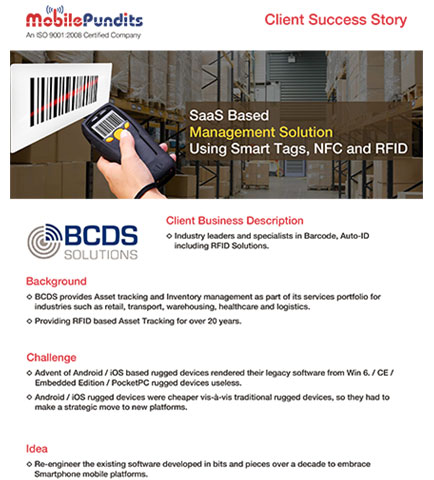 MobilePundits
An ISO 9001:2008 Certified Company
Client Success Story
SaaS Based
Management Solution
Using Smart Tags, NFC and RFID
BCDS
SOLUTIONS
Client Business Description
◇ Industry leaders and specialists in Barcode, Auto-ID
including RFID Solutions.
Background
◇ BCDS provides Asset tracking and Inventory management as part of its services portfolio for
industries such as retail, transport, warehousing, healthcare and logistics.
◇ Providing RFID based Asset Tracking for over 20 years.
Challenge
◇ Advent of Android / iOS based rugged devices rendered their legacy software from Win 6. / CE /
Embedded Edition / PocketPC rugged devices useless.
◇ Android / iOS rugged devices were cheaper vis-à-vis traditional rugged devices, so they had to
make a strategic move to new platforms.
Idea
◇ Re-engineer the existing software developed in bits and pieces over a decade to embrace
Smartphone mobile platforms.